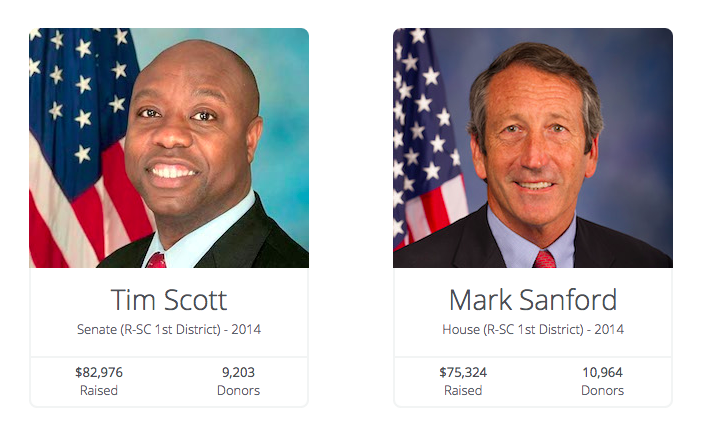 Tim Scott
Senate (R-SC 1st District) - 2014
$82,976 9,203
Raised Donors
Mark Sanford
House (R-SC 1st District) - 2014
$75,324 10,964
Raised Donors